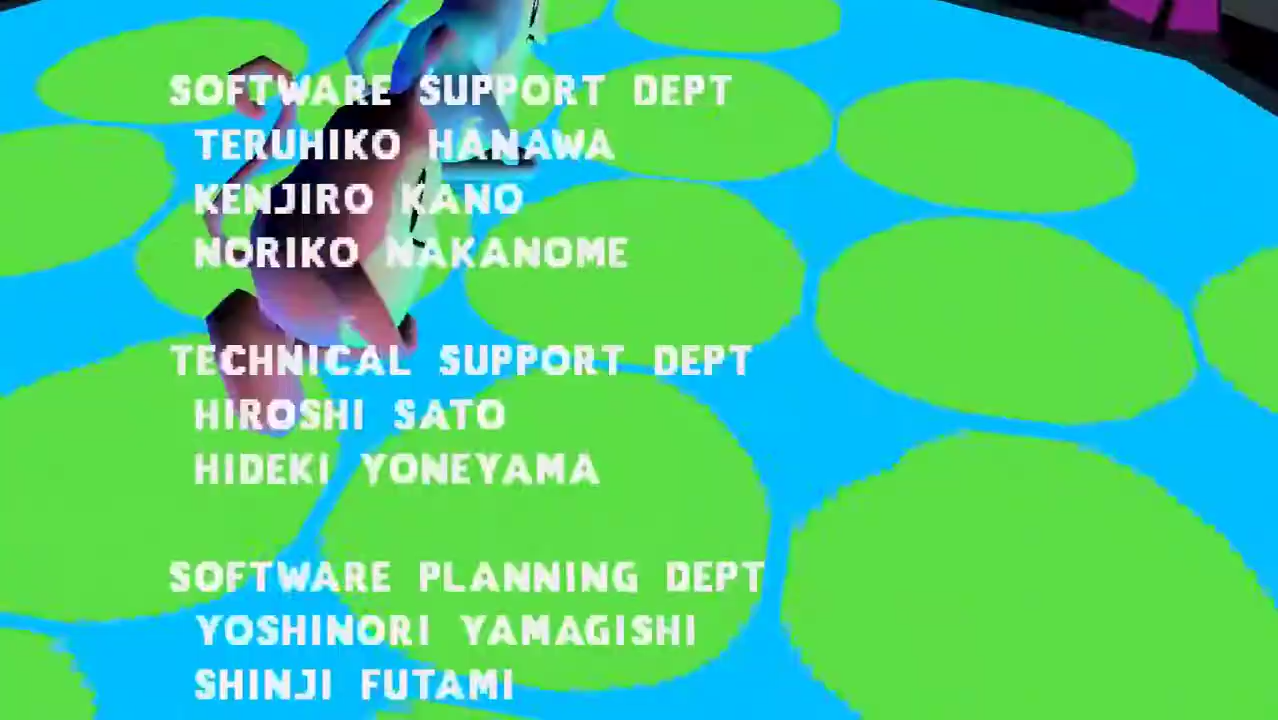 SOFTWARE SUPPORT DEPT
TERUHIKO HANAWA
KENJIRO KANO
NORIKO NAKANOME
TECHNICAL SUPPORT DEPT
HIROSHI SATO
HIDEKI YONEYAMA
SOFTWARE PLANNING DEPT
YOSHINORI YAMAGISHI
SHINJI FUTAMI